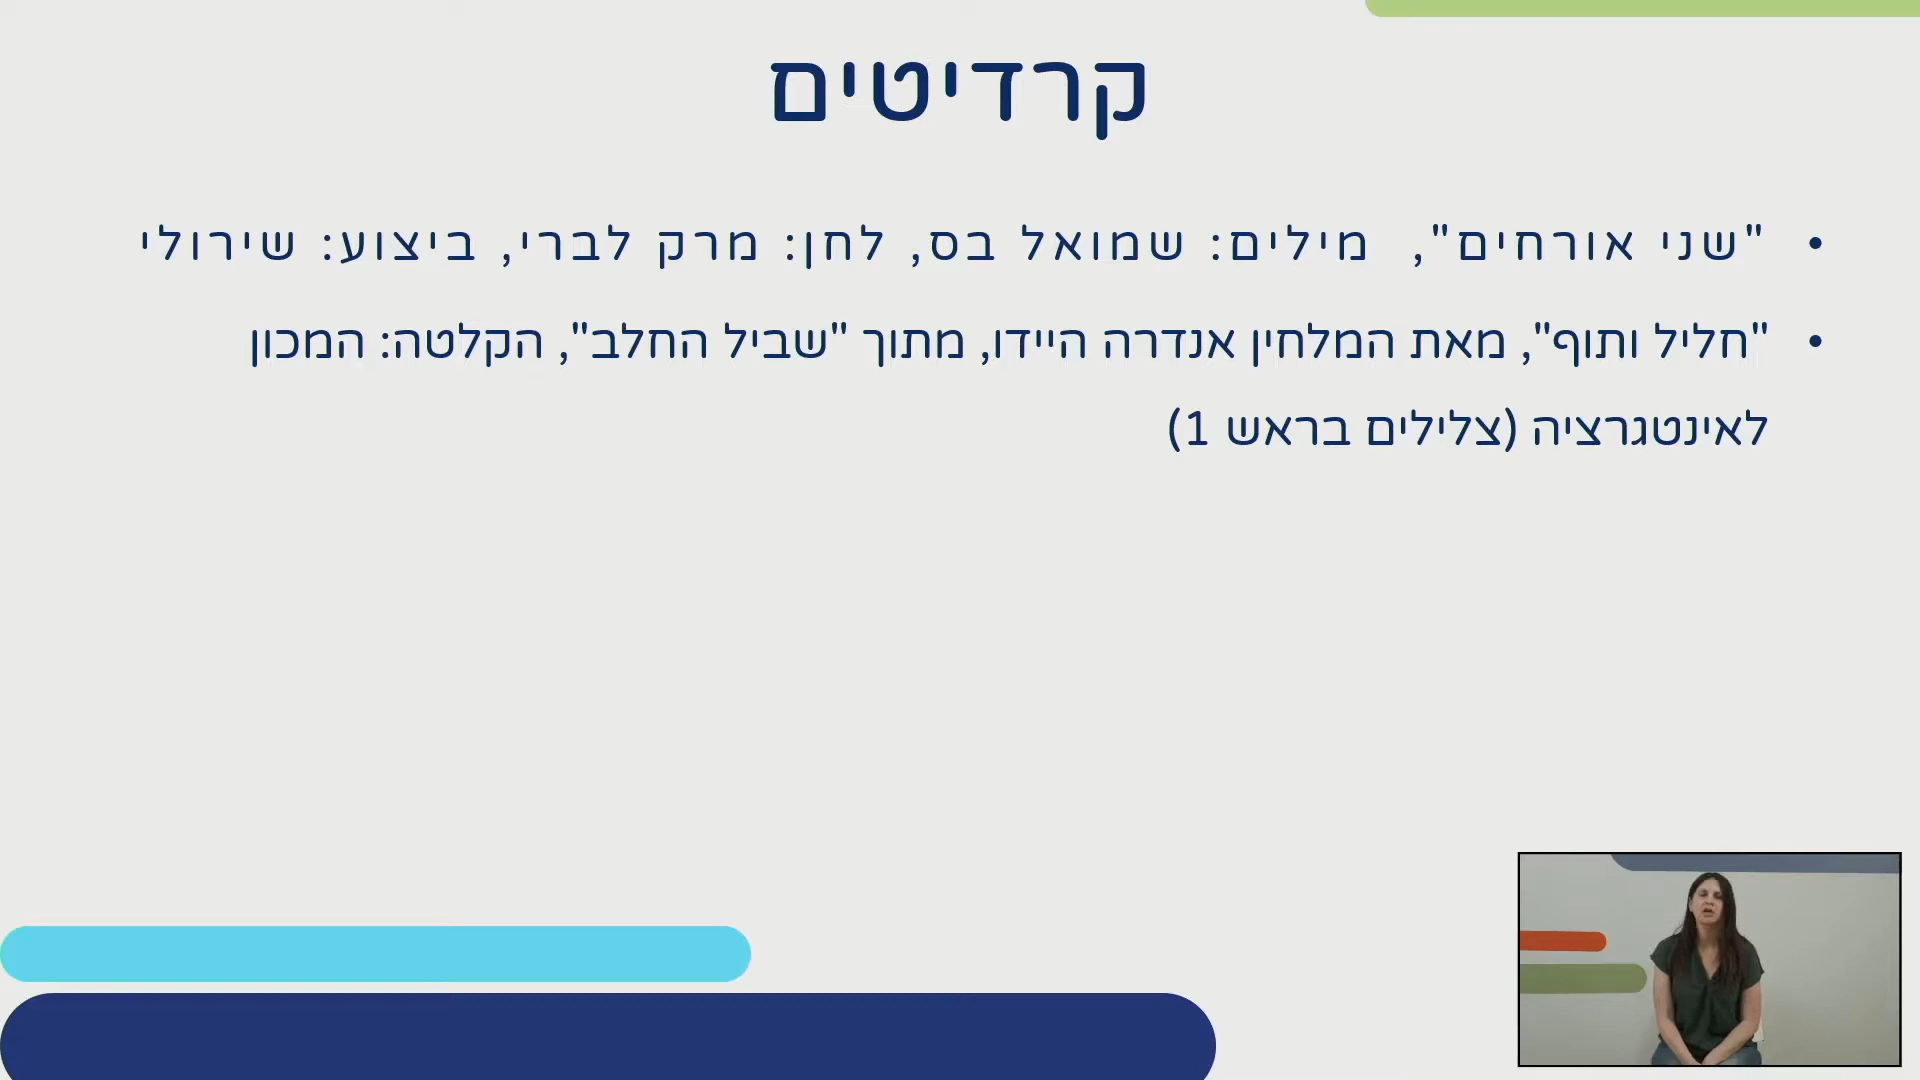 קרדיטים
• "שני אורחים",  מילים: שמואל בס, לחן: מרק לברי, ביצוע: שירולי
• "חליל ותוף", מאת המלחין אנדרה היידו, מתוך "שביל החלב", הקלטה: המכון
לאינטגרציה (צלילים בראש 1)